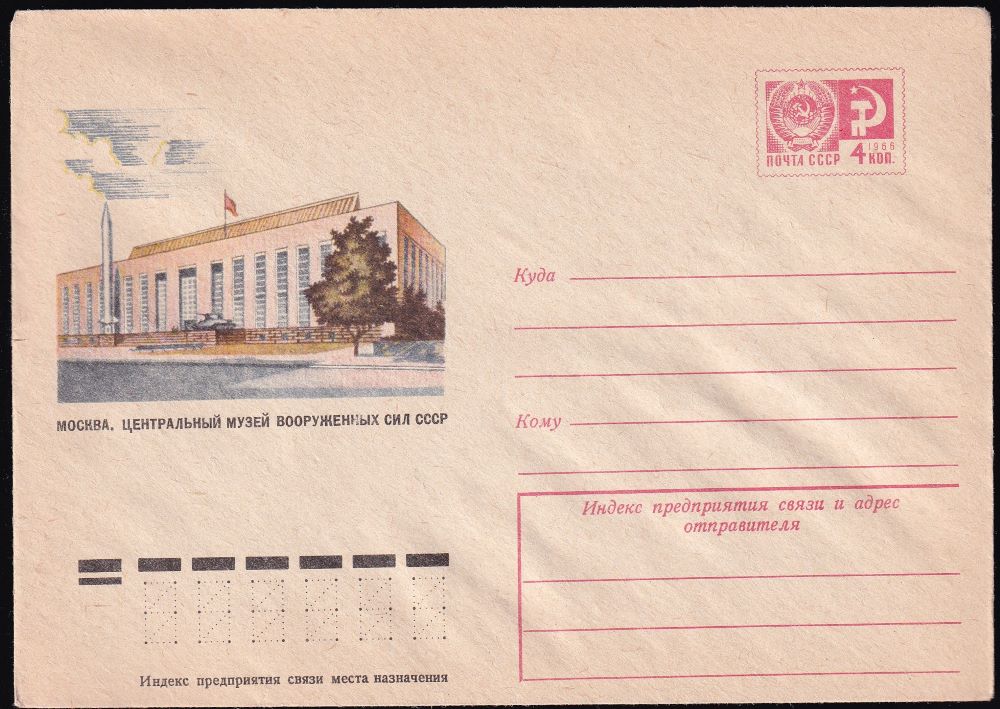 ПОЧТА СССР
4 1966 КОП.
МОСКВА. ЦЕНТРАЛЬНЫЙ МУЗЕЙ ВООРУЖЕННЫХ СИЛ СССР
Куда
Кому
Индекс предприятия связи и адрес
отправителя
Индекс предприятия связи места назначения